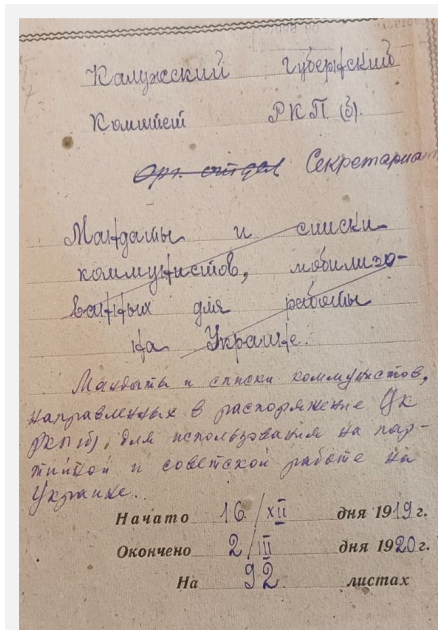 Калужский Губернский
Комитет РКП(б).
Орг. отдел Секретариат
Мандаты и списки
коммунистов, мобилизо-
ванных для работы
на Украине.
Мандаты и списки коммунистов,
направленных в распоряжение ЦК
РКП(б), для использования на пар-
тийной и советской работе на
Украине..
Начато 16/XII дня 1919 г.
Окончено 2/III дня 1920 г.
На 92 листах